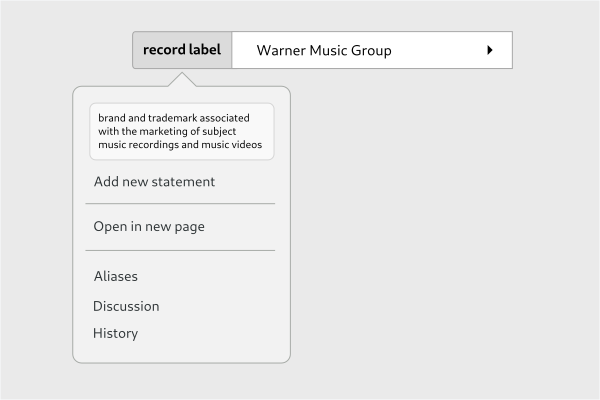 record label
Warner Music Group
brand and trademark associated
with the marketing of subject
music recordings and music videos
Add new statement
Open in new page
Aliases
Discussion
History